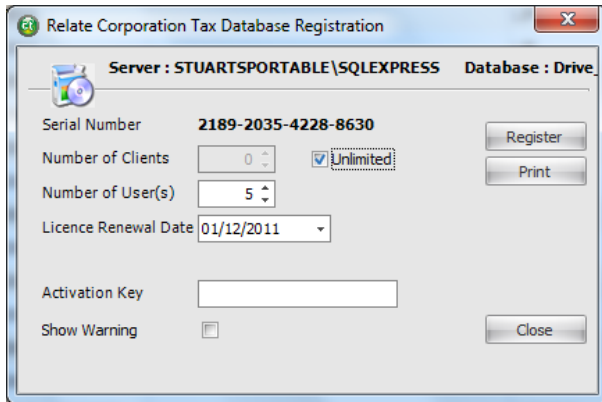 Relate Corporation Tax Database Registration
Server : STUARTSPORTABLE\SQLEXPRESS Database : Drive_
Serial Number 2189-2035-4228-8630
Register
Number of Clients 0 Unlimited
Print
Number of User(s) 5
Licence Renewal Date 01/12/2011
Activation Key
Show Warning
Close